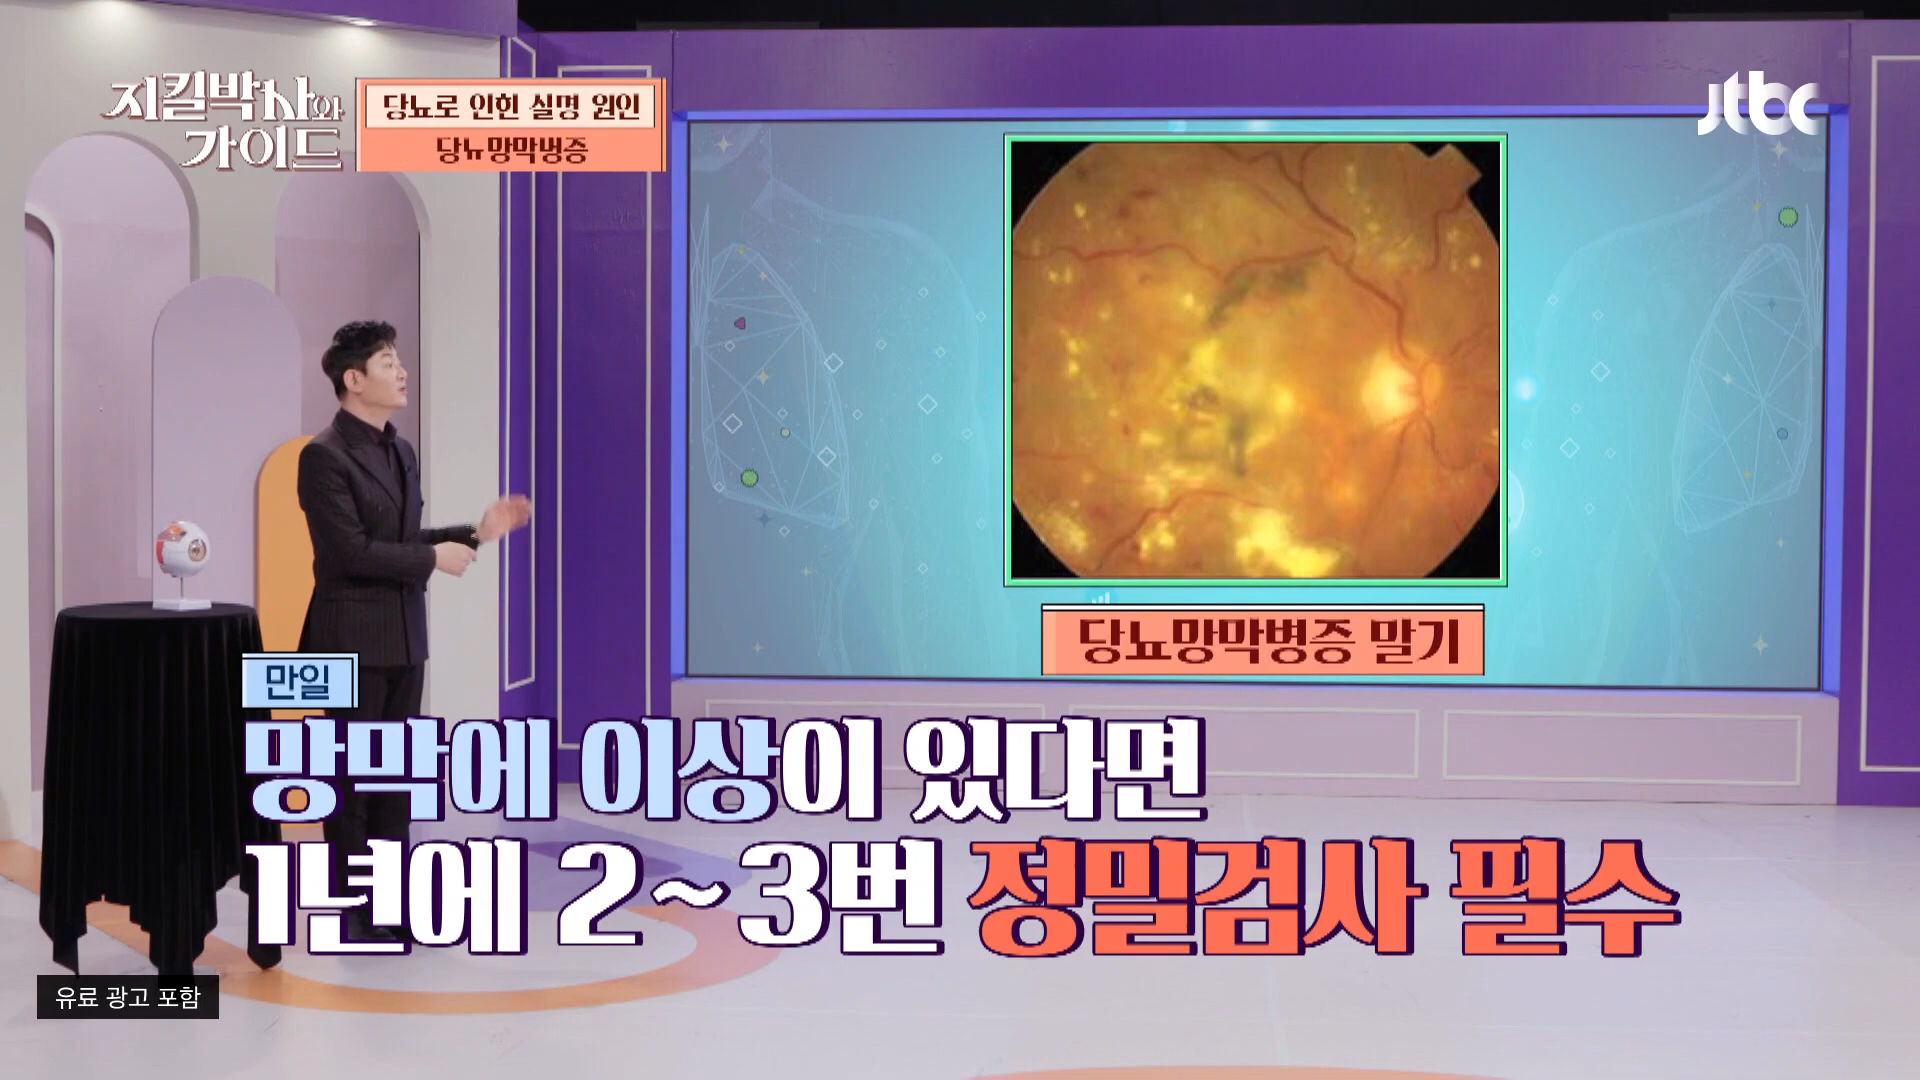 지킬박사와
가이드
당뇨로 인한 실명 원인
당뇨망막병증
jtbc
당뇨망막병증 말기
만일
망막에 이상이 있다면
1년에 2~3번 정밀검사 필수
유료 광고 포함